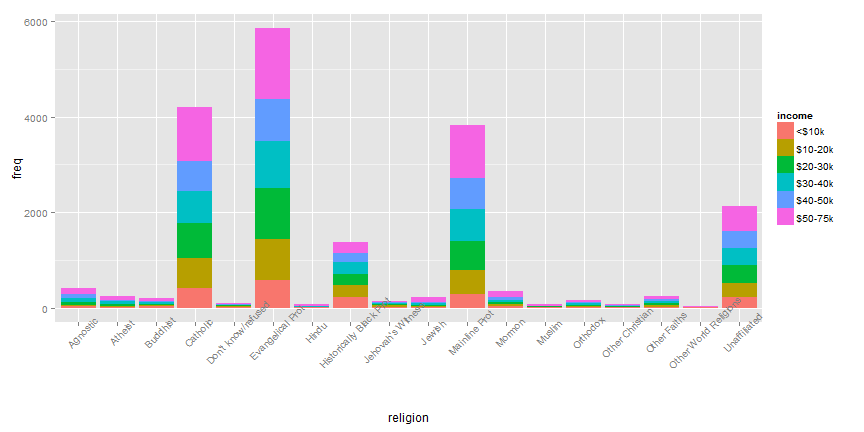 6000
4000
2000
0
freq
Agnostic
Atheist
Buddhist
Catholic
Don't know/refused
Evangelical Prot
Hindu
Historically Black Prot
Jehovah's Witness
Jewish
Mainline Prot
Mormon
Muslim
Orthodox
Other Christian
Other Faiths
Other World Religions
Unaffiliated
religion
income
<$10k
$10-20k
$20-30k
$30-40k
$40-50k
$50-75k